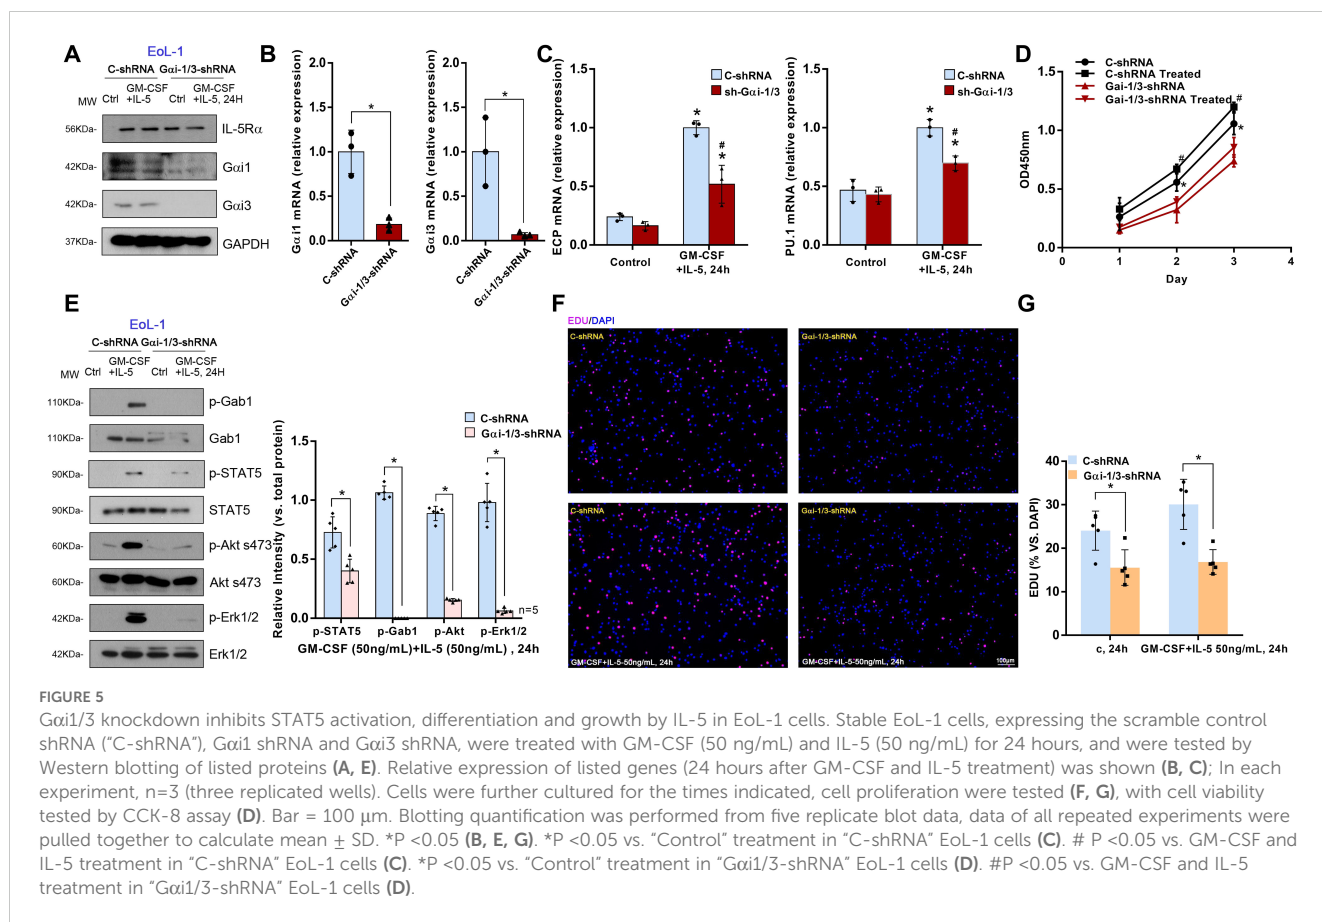 A
EoL-1
C-shRNA Gαi-1/3-shRNA
GM-CSF GM-CSF
MW Ctrl +IL-5 Ctrl +IL-5, 24H
56KDa- IL-5Rα
42KDa- Gαi1
42KDa- Gαi3
37KDa- GAPDH
B
Gαi1 mRNA (relative expression)
2.0
1.5
1.0
0.5
0.0
*
C-shRNA
Gαi-1/3-shRNA
Gαi3 mRNA (relative expression)
2.0
1.5
1.0
0.5
0.0
*
C-shRNA
Gαi-1/3-shRNA
C
ECP mRNA (relative expression)
2.0
1.5
1.0
0.5
0.0
C-shRNA
sh-Gαi-1/3
*
#
*
Control GM-CSF
+IL-5, 24h
PU.1 mRNA (relative expression)
2.0
1.5
1.0
0.5
0.0
C-shRNA
sh-Gαi-1/3
*
#
*
Control GM-CSF
+IL-5, 24h
D
OD450nm
1.5
1.0
0.5
0.0
C-shRNA
C-shRNA Treated
Gai-1/3-shRNA
Gai-1/3-shRNA Treated
#
*
#
*
0 1 2 3 4
Day
E
EoL-1
C-shRNA Gαi-1/3-shRNA
GM-CSF GM-CSF
MW Ctrl +IL-5 Ctrl +IL-5, 24H
110KDa- p-Gab1
110KDa- Gab1
90KDa- p-STAT5
90KDa- STAT5
60KDa- p-Akt s473
60KDa- Akt s473
42KDa- p-Erk1/2
42KDa- Erk1/2
Relative Intensity (vs. total protein)
1.5
1.0
0.5
0.0
C-shRNA
Gαi-1/3-shRNA
* * * *
n=5
p-STAT5 p-Gab1 p-Akt p-Erk1/2
GM-CSF (50ng/mL)+IL-5 (50ng/mL) , 24h
F
EDU/DAPI
C-shRNA Gαi-1/3-shRNA
C-shRNA Gαi-1/3-shRNA
GM-CSF+IL-5-50ng/mL, 24h GM-CSF+IL-5-50ng/mL, 24h
100μm
G
EDU (% VS. DAPI)
40
30
20
10
0
C-shRNA
Gαi-1/3-shRNA
* *
c, 24h GM-CSF+IL-5 50ng/mL, 24h
FIGURE 5
Gαi1/3 knockdown inhibits STAT5 activation, differentiation and growth by IL-5 in EoL-1 cells. Stable EoL-1 cells, expressing the scramble control
shRNA (“C-shRNA”), Gαi1 shRNA and Gαi3 shRNA, were treated with GM-CSF (50 ng/mL) and IL-5 (50 ng/mL) for 24 hours, and were tested by
Western blotting of listed proteins (A, E). Relative expression of listed genes (24 hours after GM-CSF and IL-5 treatment) was shown (B, C); In each
experiment, n=3 (three replicated wells). Cells were further cultured for the times indicated, cell proliferation were tested (F, G), with cell viability
tested by CCK-8 assay (D). Bar = 100 μm. Blotting quantification was performed from five replicate blot data, data of all repeated experiments were
pulled together to calculate mean ± SD. *P <0.05 (B, E, G). *P <0.05 vs. “Control” treatment in “C-shRNA” EoL-1 cells (C). # P <0.05 vs. GM-CSF and
IL-5 treatment in “C-shRNA” EoL-1 cells (C). *P <0.05 vs. “Control” treatment in “Gαi1/3-shRNA” EoL-1 cells (D). #P <0.05 vs. GM-CSF and IL-5
treatment in “Gαi1/3-shRNA” EoL-1 cells (D).